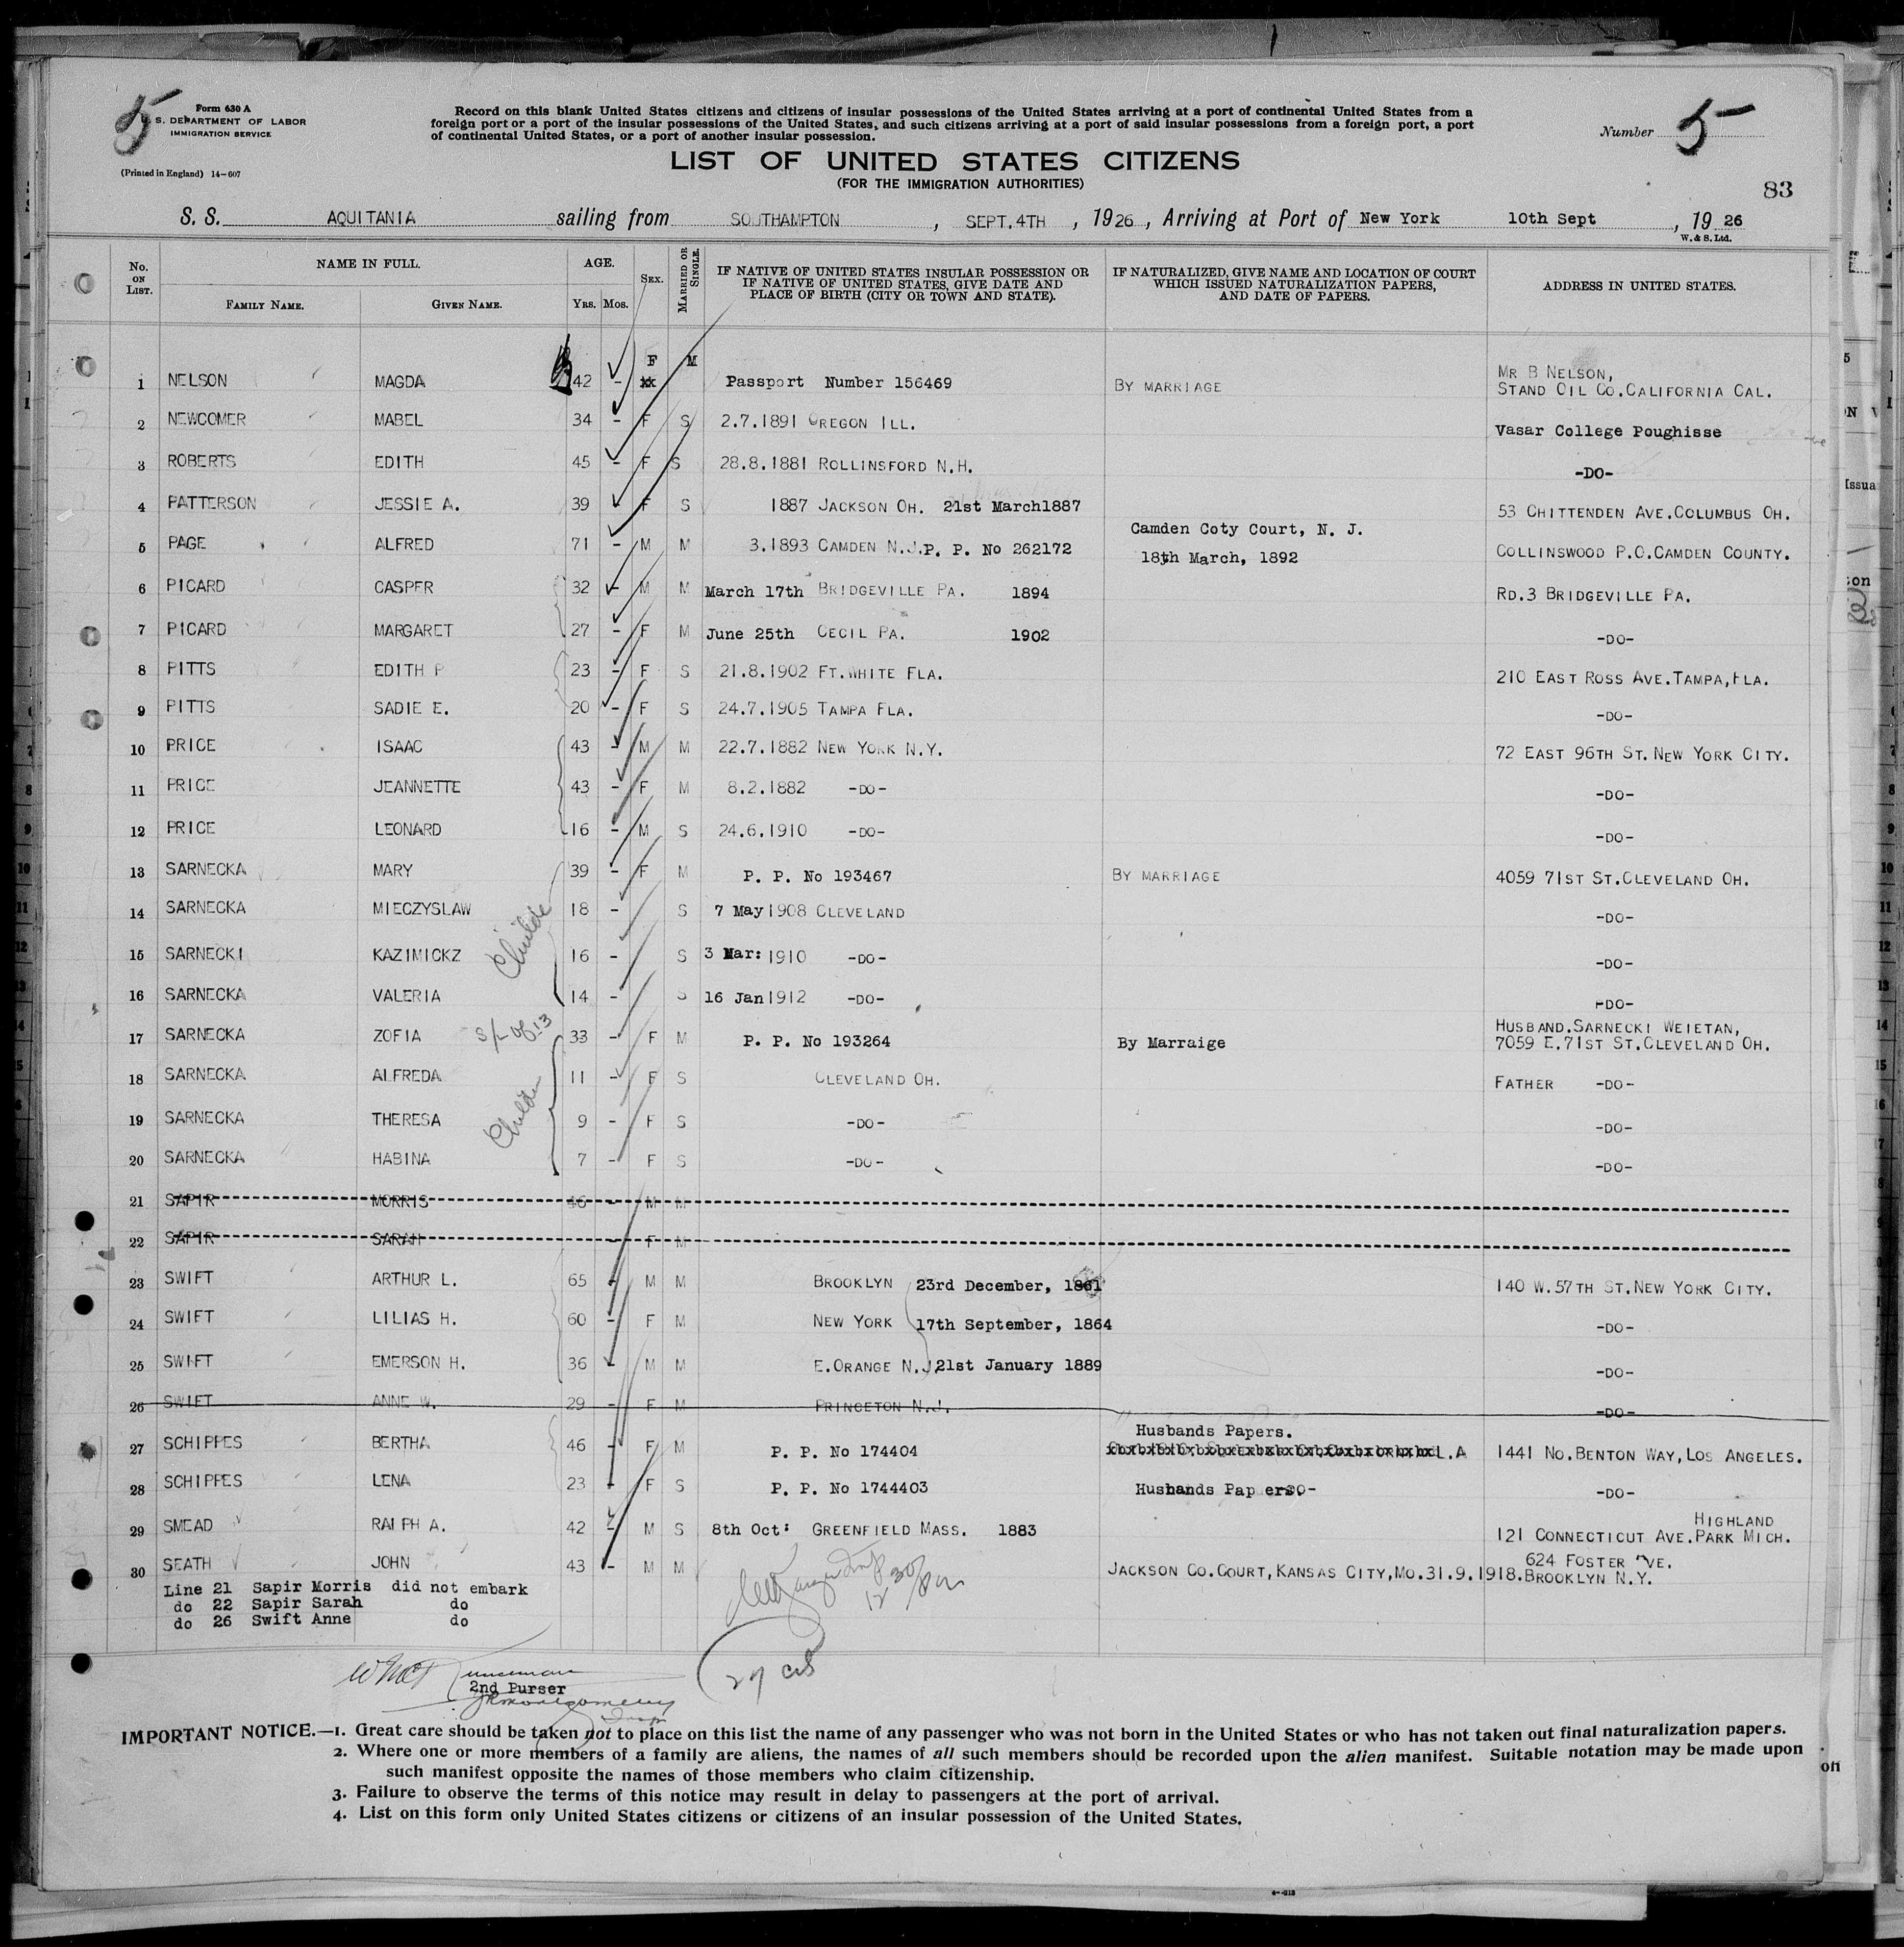 5
Form 630 A
U. S. DEPARTMENT OF LABOR
IMMIGRATION SERVICE
(Printed in England) 14-607
Record on this blank United States citizens and citizens of insular possessions of the United States arriving at a port of continental United States from a
foreign port or a port of the insular possessions of the United States, and such citizens arriving at a port of said insular possessions from a foreign port, a port
of continental United States, or a port of another insular possession.
Number 5
LIST OF UNITED STATES CITIZENS
(FOR THE IMMIGRATION AUTHORITIES)
83
S. S. AQUITANIA sailing from SOUTHAMPTON, SEPT.4TH, 1926, Arriving at Port of New York 10th Sept, 1926
W. & S. Ltd.
No. ON LIST. NAME IN FULL. FAMILY NAME. GIVEN NAME. AGE. YRS. MOS. SEX. MARRIED OR SINGLE. IF NATIVE OF UNITED STATES INSULAR POSSESSION OR IF NATIVE OF UNITED STATES, GIVE DATE AND PLACE OF BIRTH (CITY OR TOWN AND STATE). IF NATURALIZED, GIVE NAME AND LOCATION OF COURT WHICH ISSUED NATURALIZATION PAPERS, AND DATE OF PAPERS. ADDRESS IN UNITED STATES.
1 NELSON MAGDA 42 - F M Passport Number 156469 BY MARRIAGE MR B NELSON, STAND OIL CO.CALIFORNIA CAL.
2 NEWCOMER MABEL 34 - F S 2.7.1891 OREGON ILL. Vasar College Poughisse
3 ROBERTS EDITH 45 - F S 28.8.1881 ROLLINSFORD N.H. -DO-
4 PATTERSON JESSIE A. 39 - F S 1887 JACKSON OH. 21st March1887 53 CHITTENDEN AVE.COLUMBUS OH.
5 PAGE ALFRED 71 - M M 3.1893 CAMDEN N.J.P. P. No 262172 Camden Coty Court, N. J. 18th March, 1892 COLLINSWOOD P.O.CAMDEN COUNTY.
6 PICARD CASPER 32 - M M March 17th BRIDGEVILLE PA. 1894 RD.3 BRIDGEVILLE PA.
7 PICARD MARGARET 27 - F M June 25th CECIL PA. 1902 -DO-
8 PITTS EDITH P 23 - F S 21.8.1902 FT.WHITE FLA. 210 EAST ROSS AVE.TAMPA,FLA.
9 PITTS SADIE E. 20 - F S 24.7.1905 TAMPA FLA. -DO-
10 PRICE ISAAC 43 - M M 22.7.1882 NEW YORK N.Y. 72 EAST 96TH ST.NEW YORK CITY.
11 PRICE JEANNETTE 43 - F M 8.2.1882 -DO- -DO-
12 PRICE LEONARD 16 - M S 24.6.1910 -DO- -DO-
13 SARNECKA MARY 39 - F M P. P. No 193467 BY MARRIAGE 4059 71ST ST.CLEVELAND OH.
14 SARNECKA MIECZYSLAW 18 - S 7 May1908 CLEVELAND -DO-
15 SARNECKI KAZIMICKZ 16 - S 3 Mar: 1910 -DO- -DO-
16 SARNECKA VALERIA 14 - S 16 Jan1912 -DO- -DO-
17 SARNECKA ZOFIA s/L of 13 33 - F M P. P. No 193264 By Marraige HUSBAND.SARNECKI WEIETAN, 7059 E.71ST ST.CLEVELAND OH.
18 SARNECKA ALFREDA 11 - F S CLEVELAND OH. FATHER -DO-
19 SARNECKA THERESA 9 - F S -DO- -DO-
20 SARNECKA HABINA 7 - F S -DO- -DO-
21 SAPIR MORRIS 46 - M M
22 SAPIR SARAH - F M
23 SWIFT ARTHUR L. 65 - M M BROOKLYN 23rd December, 1861 140 W.57TH ST.NEW YORK CITY.
24 SWIFT LILIAS H. 60 - F M NEW YORK 17th September, 1864 -DO-
25 SWIFT EMERSON H. 36 - M M E.ORANGE N.J. 21st January 1889 -DO-
26 SWIFT ANNE W. 29 - F M PRINCETON N.J. -DO-
27 SCHIPPES BERTHA 46 - F M P. P. No 174404 Husbands Papers. L.A 1441 NO.BENTON WAY,LOS ANGELES.
28 SCHIPPES LENA 23 - F S P. P. No 1744403 Husbands Papers. -DO-
29 SMEAD RALPH A. 42 - M S 8th Oct: GREENFIELD MASS. 1883 121 CONNECTICUT AVE.HIGHLAND PARK MICH.
30 SEATH JOHN 43 - M M JACKSON CO.COURT,KANSAS CITY,MO.31.9.1918. 624 FOSTER AVE. BROOKLYN N.Y.
Line 21 Sapir Morris did not embark
do 22 Sapir Sarah do
do 26 Swift Anne do
27 cit
2nd Purser
JR Montgomery
Insp
IMPORTANT NOTICE.—1. Great care should be taken not to place on this list the name of any passenger who was not born in the United States or who has not taken out final naturalization papers.
2. Where one or more members of a family are aliens, the names of all such members should be recorded upon the alien manifest. Suitable notation may be made upon
such manifest opposite the names of those members who claim citizenship.
3. Failure to observe the terms of this notice may result in delay to passengers at the port of arrival.
4. List on this form only United States citizens or citizens of an insular possession of the United States.